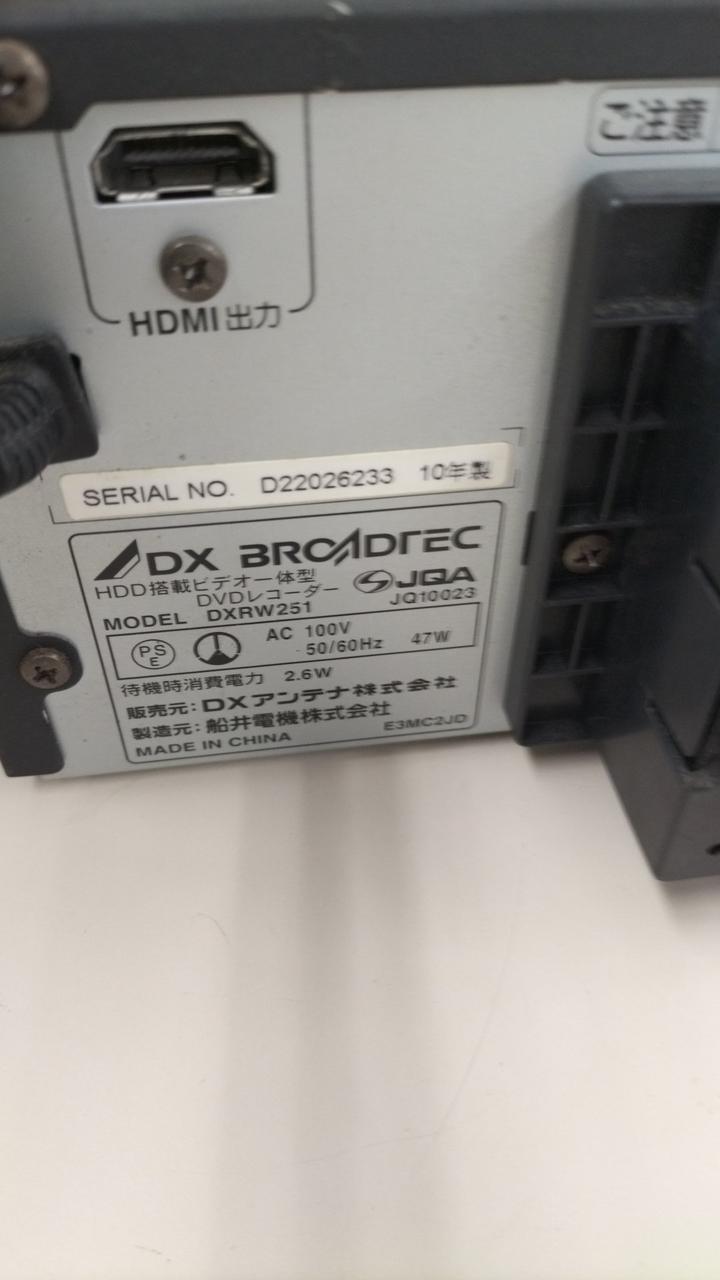 ご注意
HDMI出力
SERIAL NO. D22026233 10年製
DX BROADTEC
HDD搭載ビデオ一体型
DVDレコーダー
JQA
JQ10023
MODEL DXRW251
PS
E
AC 100V
50/60Hz
47W
待機時消費電力 2.6W
販売元:DXアンテナ株式会社
製造元:船井電機株式会社
MADE IN CHINA
E3MC2JD